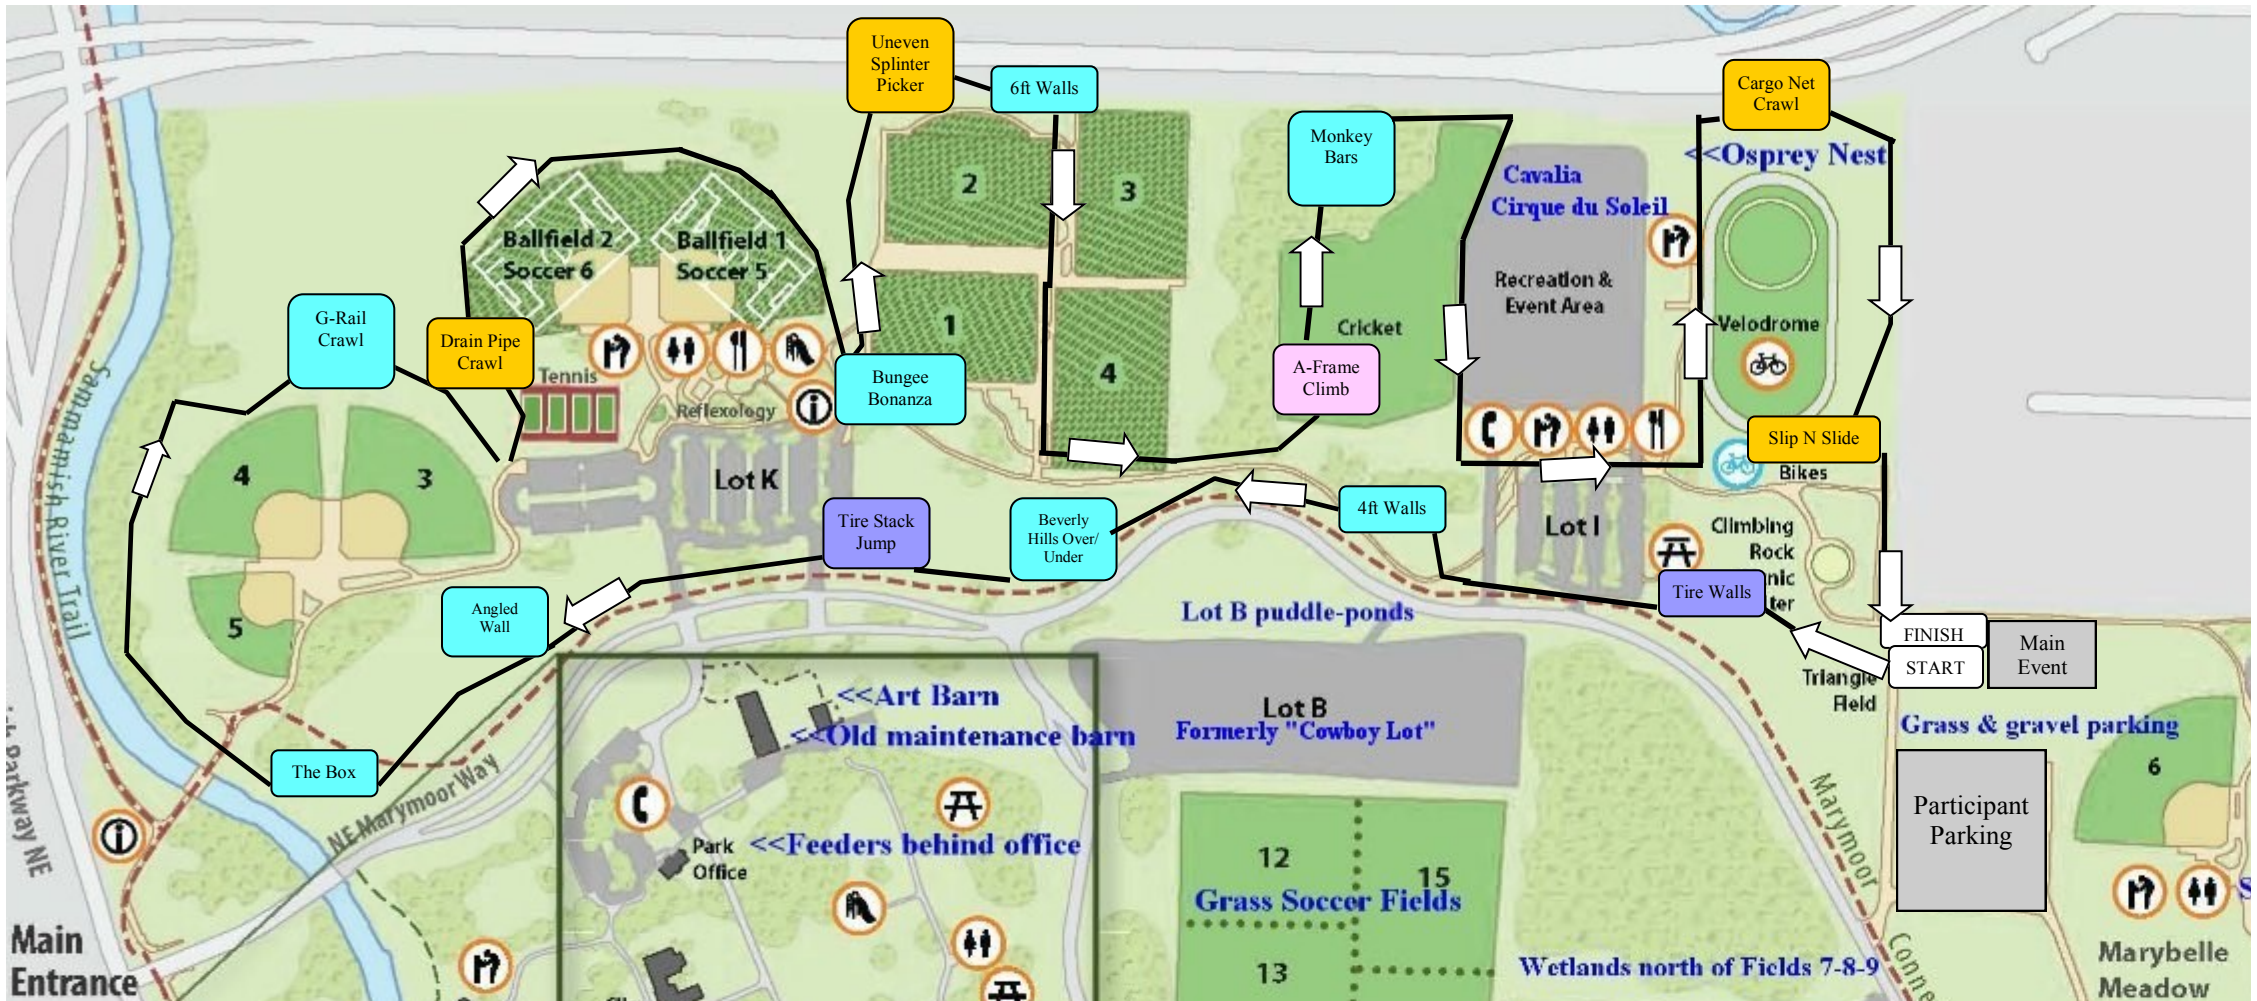 Uneven
Splinter
Picker
6ft Walls
Cargo Net
Crawl
Monkey
Bars
<<Osprey Nest
Cavalia
Cirque du Soleil
2
3
Ballfield 2
Soccer 6
Ballfield 1
Soccer 5
Recreation &
Event Area
G-Rail
Crawl
Drain Pipe
Crawl
1
Cricket
Velodrome
Tennis
Bungee
Bonanza
4
A-Frame
Climb
Reflexology
Sammamish River Trail
4
3
Lot K
Slip N Slide
Bikes
Tire Stack
Jump
Beverly
Hills Over/
Under
4ft Walls
Lot I
Climbing
Rock
nic
ter
Tire Walls
Angled
Wall
5
Lot B puddle-ponds
FINISH
START
Main
Event
Triangle
Field
<<Art Barn
<<Old maintenance barn
Lot B
Formerly "Cowboy Lot"
Grass & gravel parking
The Box
NE Marymoor Way
Parkway NE
Park
Office
<<Feeders behind office
6
Participant
Parking
Marymoor
Conne
12
15
Grass Soccer Fields
13
Wetlands north of Fields 7-8-9
Main
Entrance
Marybelle
Meadow
S